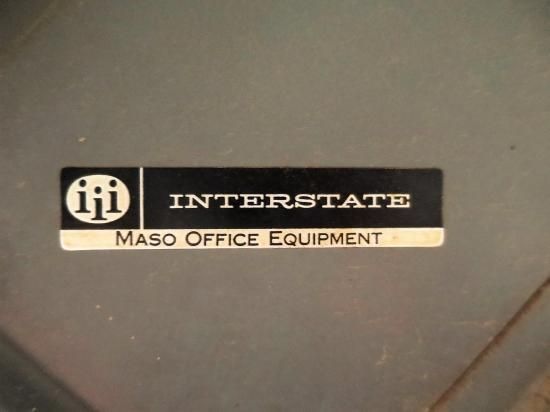 iji
INTERSTATE
MASO OFFICE EQUIPMENT